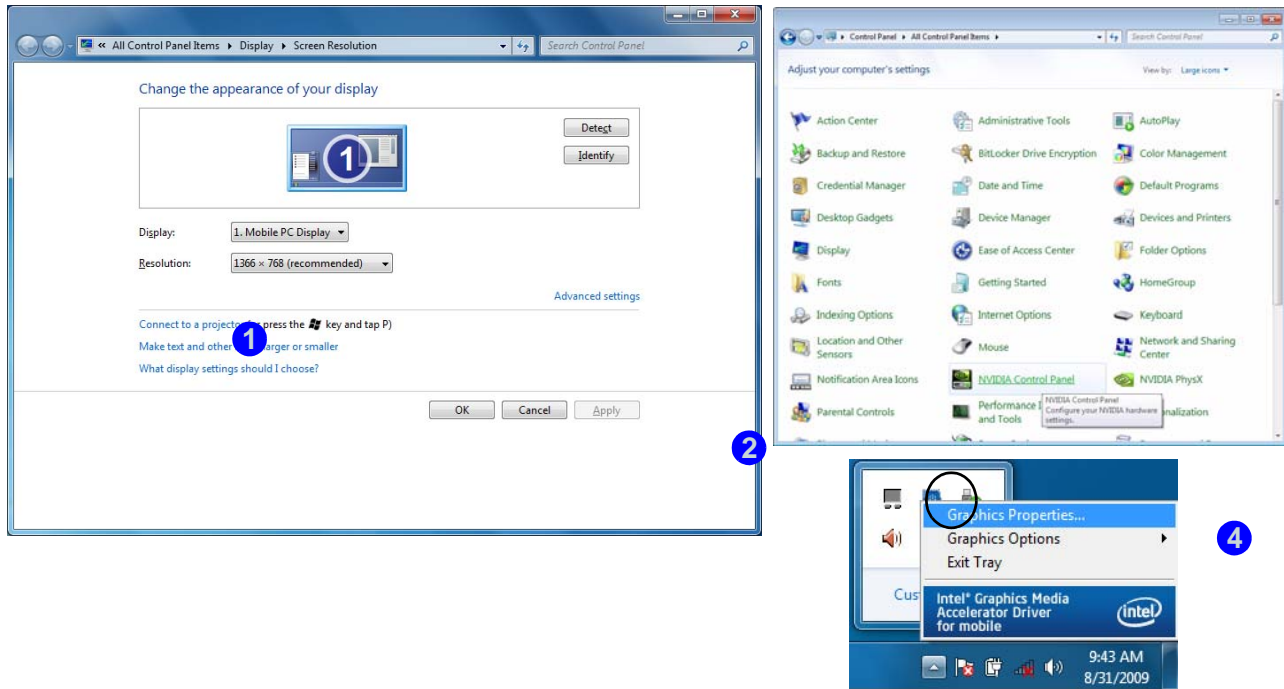 « All Control Panel Items ▸ Display ▸ Screen Resolution
Search Control Panel
Change the appearance of your display
1
Detect
Identify
Display: 1. Mobile PC Display
Resolution: 1366 × 768 (recommended)
Advanced settings
Connect to a projector press the key and tap P)
1
Make text and other arger or smaller
What display settings should I choose?
OK Cancel Apply
2
Control Panel ▸ All Control Panel Items ▸
Search Control Panel
Adjust your computer's settings
View by: Large icons
Action Center
Administrative Tools
AutoPlay
Backup and Restore
BitLocker Drive Encryption
Color Management
Credential Manager
Date and Time
Default Programs
Desktop Gadgets
Device Manager
Devices and Printers
Display
Ease of Access Center
Folder Options
Fonts
Getting Started
HomeGroup
Indexing Options
Internet Options
Keyboard
Location and Other
Sensors
Mouse
Network and Sharing
Center
Notification Area Icons
NVIDIA Control Panel
NVIDIA PhysX
Parental Controls
Performance I
and Tools
nalization
NVIDIA Control Panel
Configure your NVIDIA hardware
settings.
Graphics Properties...
Graphics Options
Exit Tray
Cus
Intel® Graphics Media
Accelerator Driver
for mobile
intel
4
9:43 AM
8/31/2009